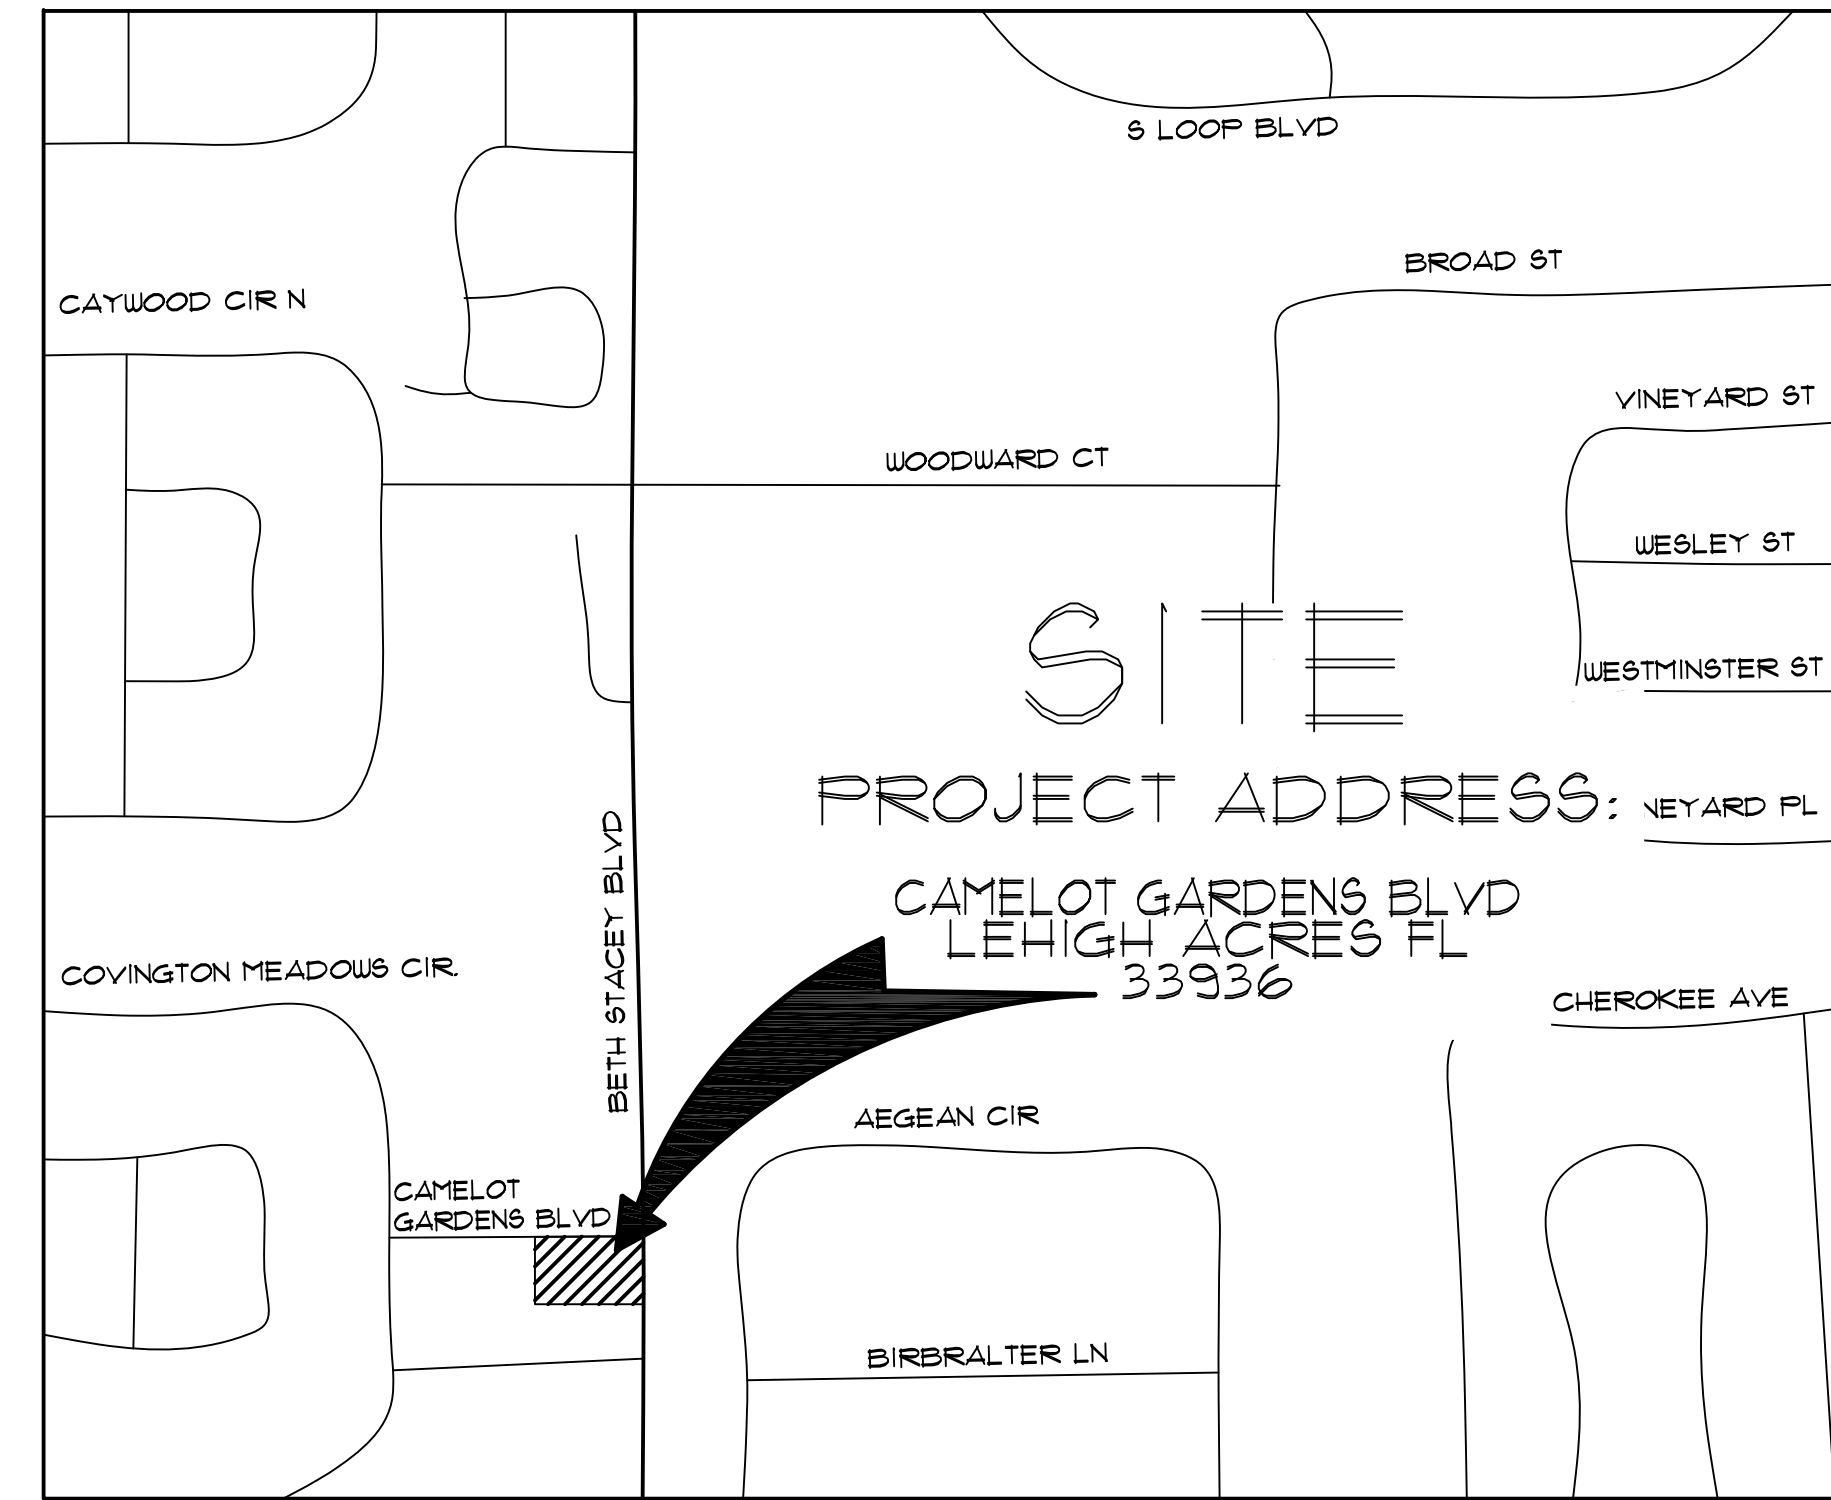 S LOOP BLVD
BROAD ST
CAYWOOD CIR N
VINEYARD ST
WOODWARD CT
WESLEY ST
SITE
WESTMINSTER ST
PROJECT ADDRESS:
NEYARD PL
BETH STACEY BLVD
CAMELOT GARDENS BLVD
LEHIGH ACRES FL
33936
COVINGTON MEADOWS CIR.
CHEROKEE AVE
AEGEAN CIR
CAMELOT
GARDENS BLVD
BIRBRALTER LN